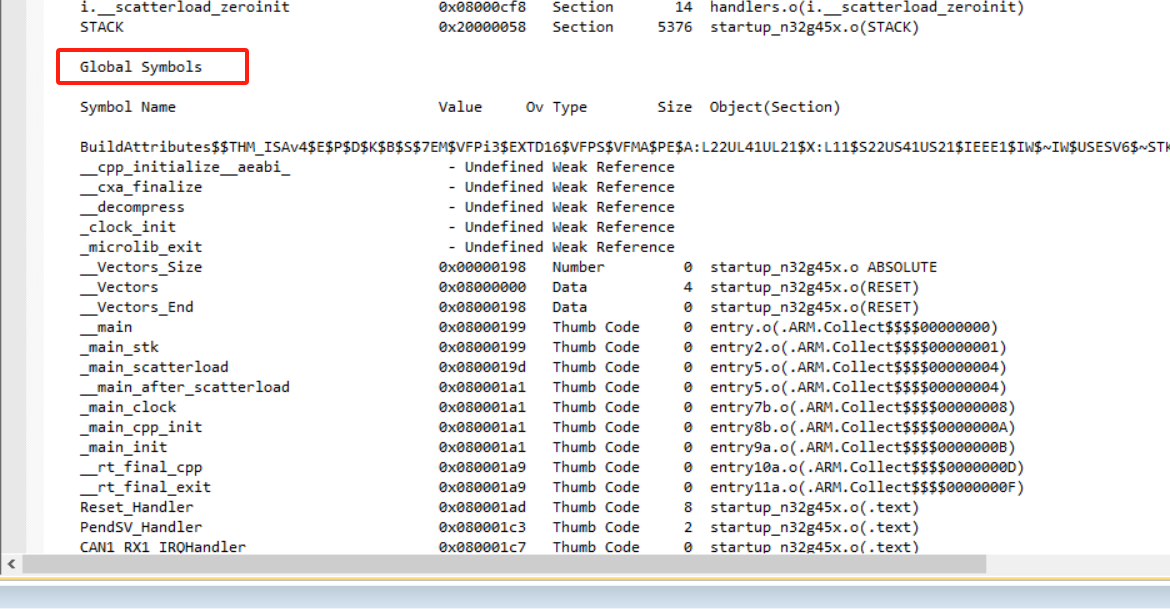 i.__scatterload_zeroinit 0x08000cf8 Section 14 handlers.o(i.__scatterload_zeroinit)
STACK 0x20000058 Section 5376 startup_n32g45x.o(STACK)
Global Symbols
Symbol Name Value Ov Type Size Object(Section)
BuildAttributes$$THM_ISAv4$E$P$D$K$B$S$7EM$VFPi3$EXTD16$VFPS$VFMA$PE$A:L22UL41UL21$X:L11$S22US41US21$IEEE1$IW$~IW$USESV6$~STK
__cpp_initialize__aeabi_ - Undefined Weak Reference
__cxa_finalize - Undefined Weak Reference
__decompress - Undefined Weak Reference
_clock_init - Undefined Weak Reference
_microlib_exit - Undefined Weak Reference
__Vectors_Size 0x00000198 Number 0 startup_n32g45x.o ABSOLUTE
__Vectors 0x08000000 Data 4 startup_n32g45x.o(RESET)
__Vectors_End 0x08000198 Data 0 startup_n32g45x.o(RESET)
__main 0x08000199 Thumb Code 0 entry.o(.ARM.Collect$$$$00000000)
_main_stk 0x08000199 Thumb Code 0 entry2.o(.ARM.Collect$$$$00000001)
_main_scatterload 0x0800019d Thumb Code 0 entry5.o(.ARM.Collect$$$$00000004)
__main_after_scatterload 0x080001a1 Thumb Code 0 entry5.o(.ARM.Collect$$$$00000004)
_main_clock 0x080001a1 Thumb Code 0 entry7b.o(.ARM.Collect$$$$00000008)
_main_cpp_init 0x080001a1 Thumb Code 0 entry8b.o(.ARM.Collect$$$$0000000A)
_main_init 0x080001a1 Thumb Code 0 entry9a.o(.ARM.Collect$$$$0000000B)
__rt_final_cpp 0x080001a9 Thumb Code 0 entry10a.o(.ARM.Collect$$$$0000000D)
__rt_final_exit 0x080001a9 Thumb Code 0 entry11a.o(.ARM.Collect$$$$0000000F)
Reset_Handler 0x080001ad Thumb Code 8 startup_n32g45x.o(.text)
PendSV_Handler 0x080001c3 Thumb Code 2 startup_n32g45x.o(.text)
CAN1_RX1_IRQHandler 0x080001c7 Thumb Code 0 startup_n32g45x.o(.text)